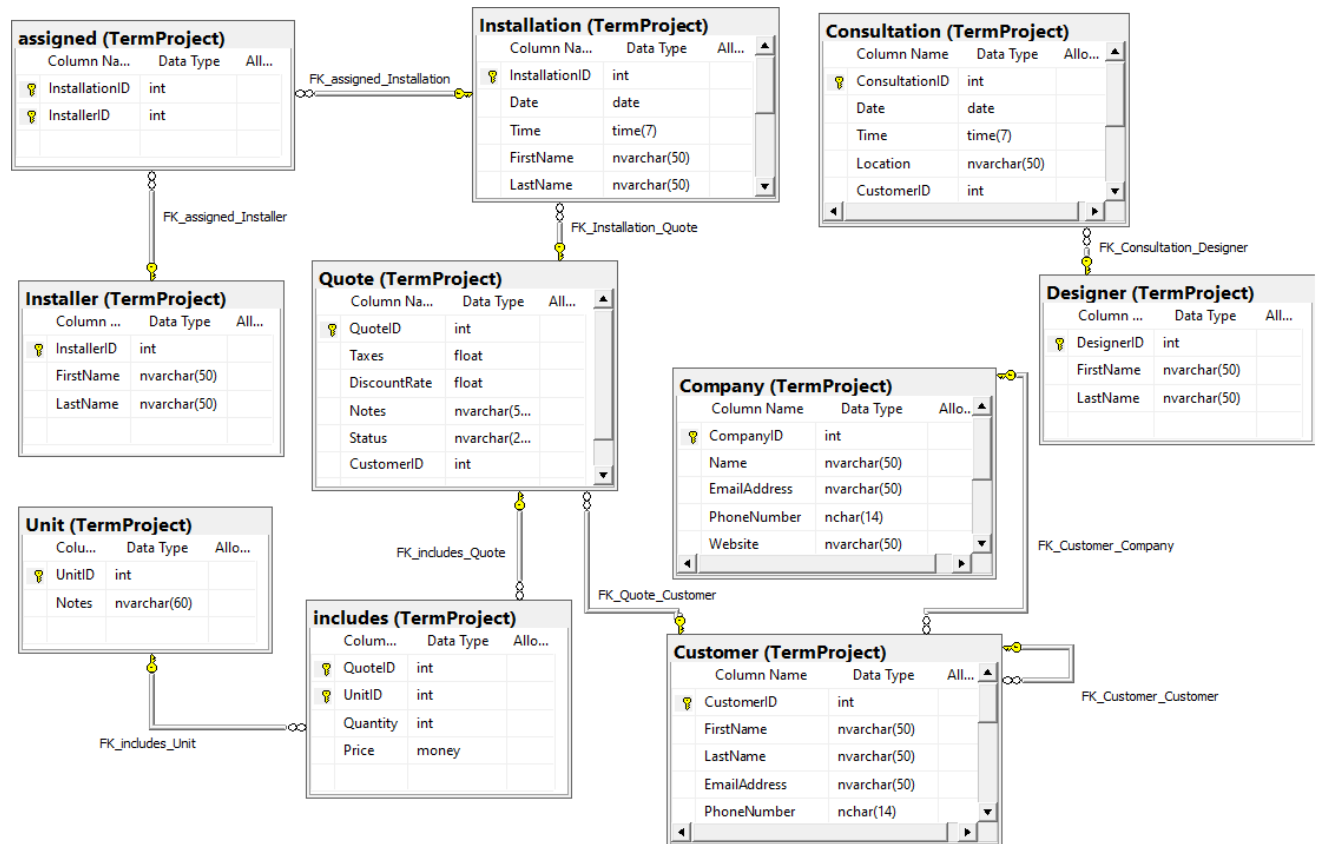 assigned (TermProject)
Column Na... Data Type All...
InstallationID int
InstallerID int
FK_assigned_Installation
Installation (TermProject)
Column Na... Data Type All...
InstallationID int
Date date
Time time(7)
FirstName nvarchar(50)
LastName nvarchar(50)
Consultation (TermProject)
Column Name Data Type Allo...
ConsultationID int
Date date
Time time(7)
Location nvarchar(50)
CustomerID int
FK_assigned_Installer
FK_Installation_Quote
FK_Consultation_Designer
Installer (TermProject)
Column ... Data Type All...
InstallerID int
FirstName nvarchar(50)
LastName nvarchar(50)
Quote (TermProject)
Column Na... Data Type All...
QuoteID int
Taxes float
DiscountRate float
Notes nvarchar(5...
Status nvarchar(2...
CustomerID int
Designer (TermProject)
Column ... Data Type All...
DesignerID int
FirstName nvarchar(50)
LastName nvarchar(50)
Company (TermProject)
Column Name Data Type Allo...
CompanyID int
Name nvarchar(50)
EmailAddress nvarchar(50)
PhoneNumber nchar(14)
Website nvarchar(50)
FK_Customer_Company
Unit (TermProject)
Colu... Data Type Allo...
UnitID int
Notes nvarchar(60)
FK_includes_Quote
FK_Quote_Customer
includes (TermProject)
Colum... Data Type Allo...
QuoteID int
UnitID int
Quantity int
Price money
FK_includes_Unit
Customer (TermProject)
Column Name Data Type All...
CustomerID int
FirstName nvarchar(50)
LastName nvarchar(50)
EmailAddress nvarchar(50)
PhoneNumber nchar(14)
FK_Customer_Customer